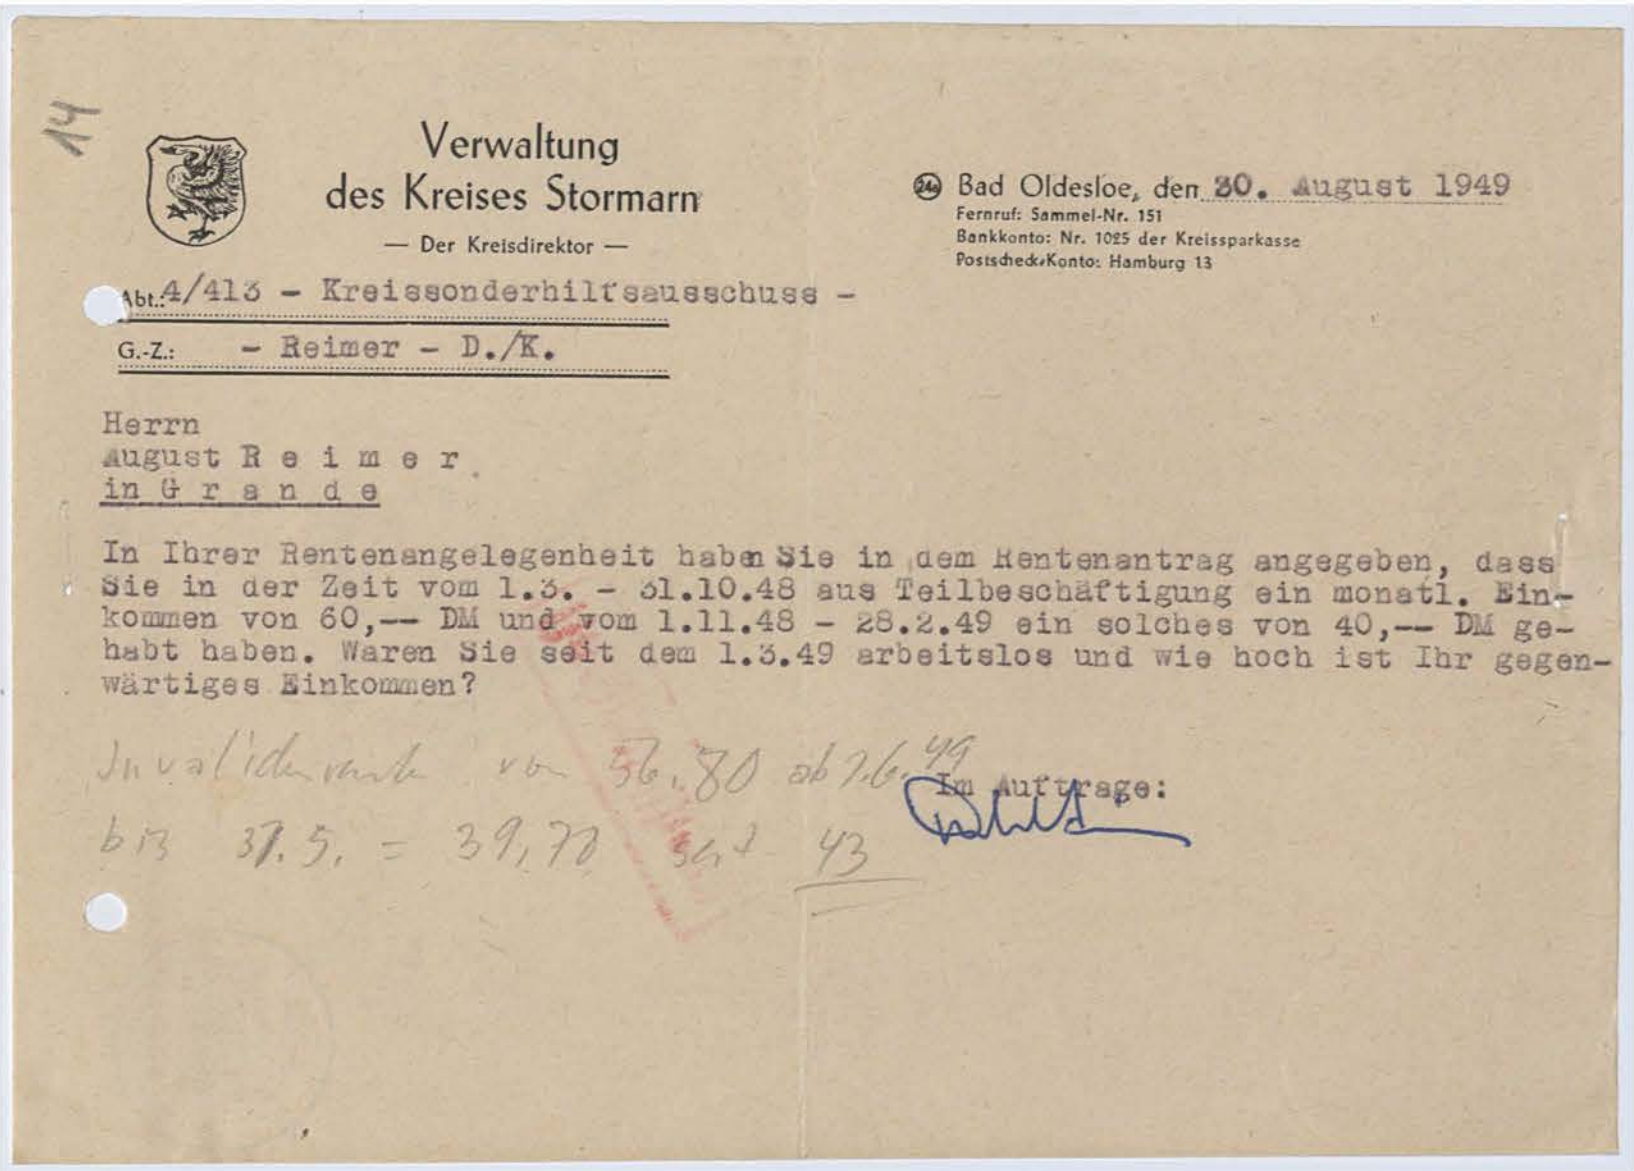 14
Verwaltung
des Kreises Stormarn
— Der Kreisdirektor —
24a Bad Oldesloe, den 30. August 1949
Fernruf: Sammel-Nr. 151
Bankkonto: Nr. 1025 der Kreissparkasse
Postscheck-Konto: Hamburg 13
Abt.: 4/413 - Kreissonderhilfsausschuss -
G.-Z.: - Reimer - D./K.
Herrn
August R e i m e r
in G r a n d e
In Ihrer Rentenangelegenheit haben Sie in dem Rentenantrag angegeben, dass
Sie in der Zeit vom 1.3. - 31.10.48 aus Teilbeschäftigung ein monatl. Ein-
kommen von 60,-- DM und vom 1.11.48 - 28.2.49 ein solches von 40,-- DM ge-
habt haben. Waren Sie seit dem 1.3.49 arbeitslos und wie hoch ist Ihr gegen-
wärtiges Einkommen?
Invalidenrente von 56,80 ab 1.6.49
Im Auftrage:
bis 31.5. = 39,70 seit 43